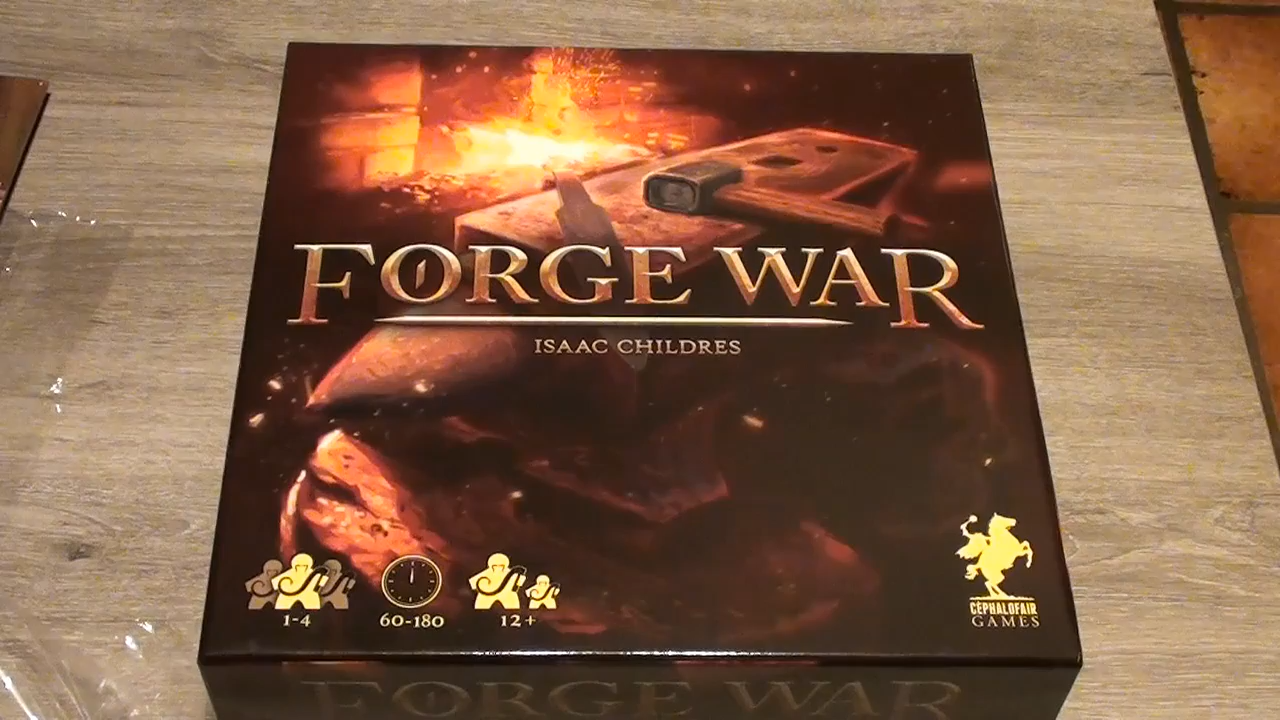 FORGE WAR
ISAAC CHILDRES
1-4
60-180
12+
CEPHALOFAIR
GAMES
FORGE WAR